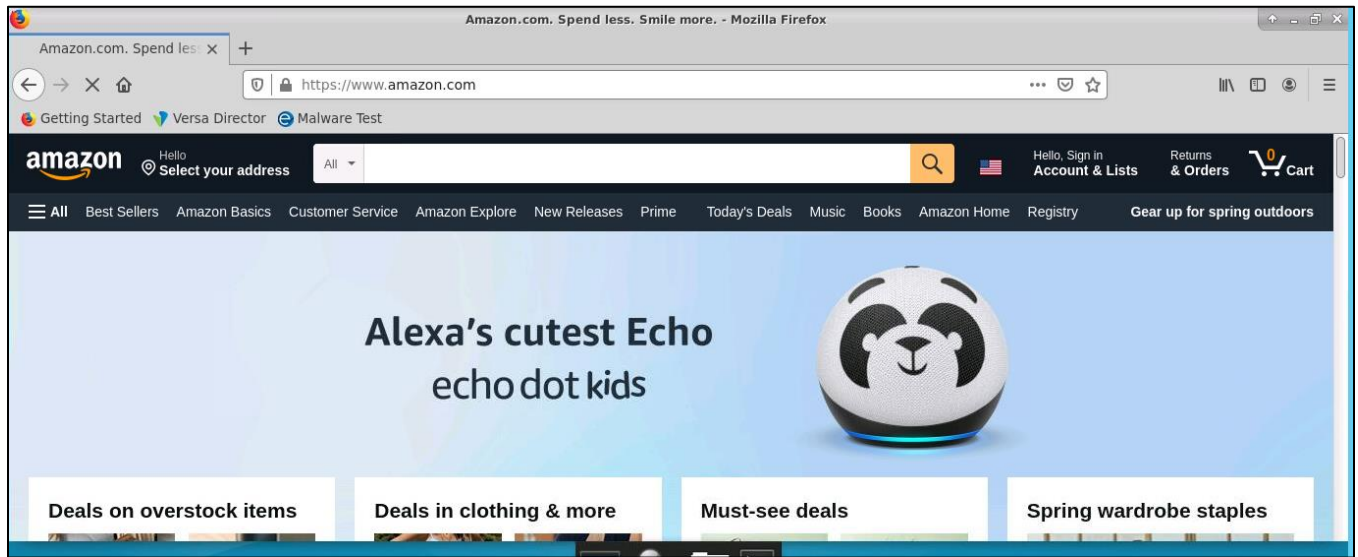 Amazon.com. Spend less. Smile more. - Mozilla Firefox
Amazon.com. Spend les
https://www.amazon.com
Getting Started Versa Director Malware Test
amazon Hello Select your address All Hello, Sign in Account & Lists Returns & Orders 0 Cart
All Best Sellers Amazon Basics Customer Service Amazon Explore New Releases Prime Today's Deals Music Books Amazon Home Registry Gear up for spring outdoors
Alexa's cutest Echo
echo dot kids
Deals on overstock items Deals in clothing & more Must-see deals Spring wardrobe staples